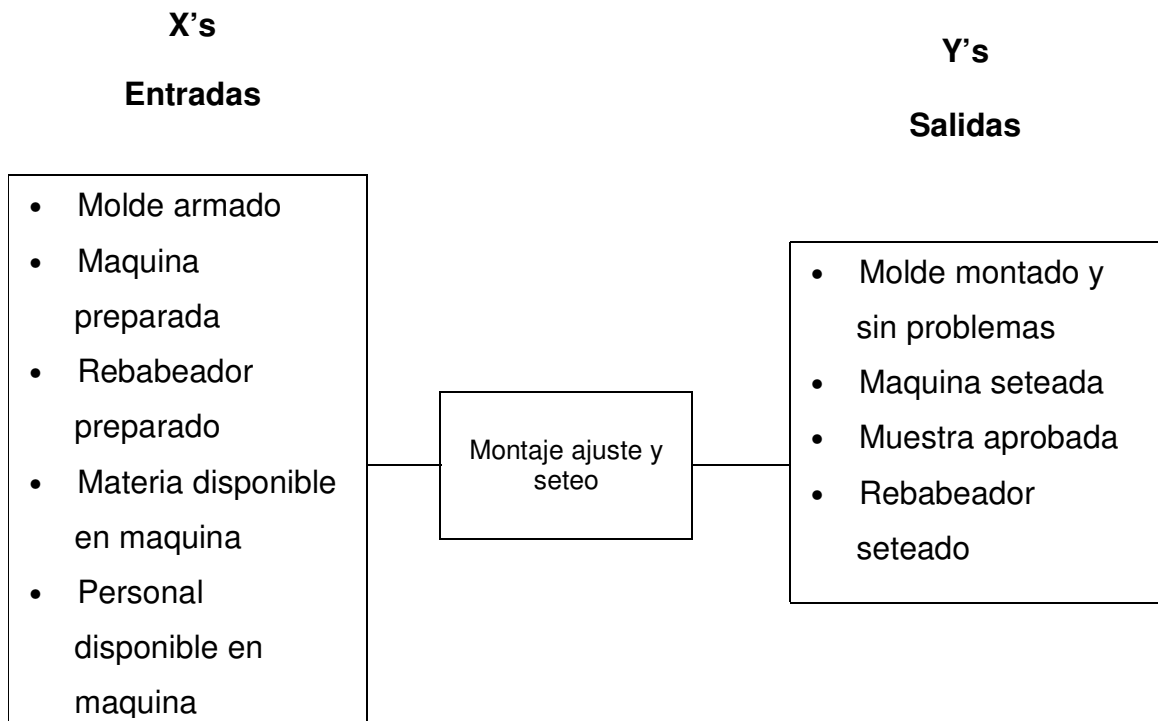 X’s
Entradas
• Molde armado
• Maquina
preparada
• Rebabeador
preparado
• Materia disponible
en maquina
• Personal
disponible en
maquina
Montaje ajuste y
seteo
Y’s
Salidas
• Molde montado y
sin problemas
• Maquina seteada
• Muestra aprobada
• Rebabeador
seteado